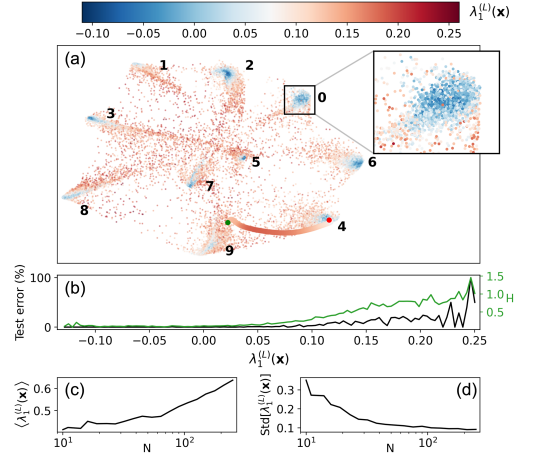 λ₁⁽ᴸ⁾(x)
−0.10 −0.05 0.00 0.05 0.10 0.15 0.20 0.25
(a)
1 2
0
3
5 6
7
8
4
9
(b)
Test error (%)
100
0
1.5
1.0
0.5
H
−0.10 −0.05 0.00 0.05 0.10 0.15 0.20 0.25
λ₁⁽ᴸ⁾(x)
(c)
⟨λ₁⁽ᴸ⁾(x)⟩
0.6
0.5
10¹ 10²
N
(d)
Std[λ₁⁽ᴸ⁾(x)]
0.3
0.2
0.1
10¹ 10²
N